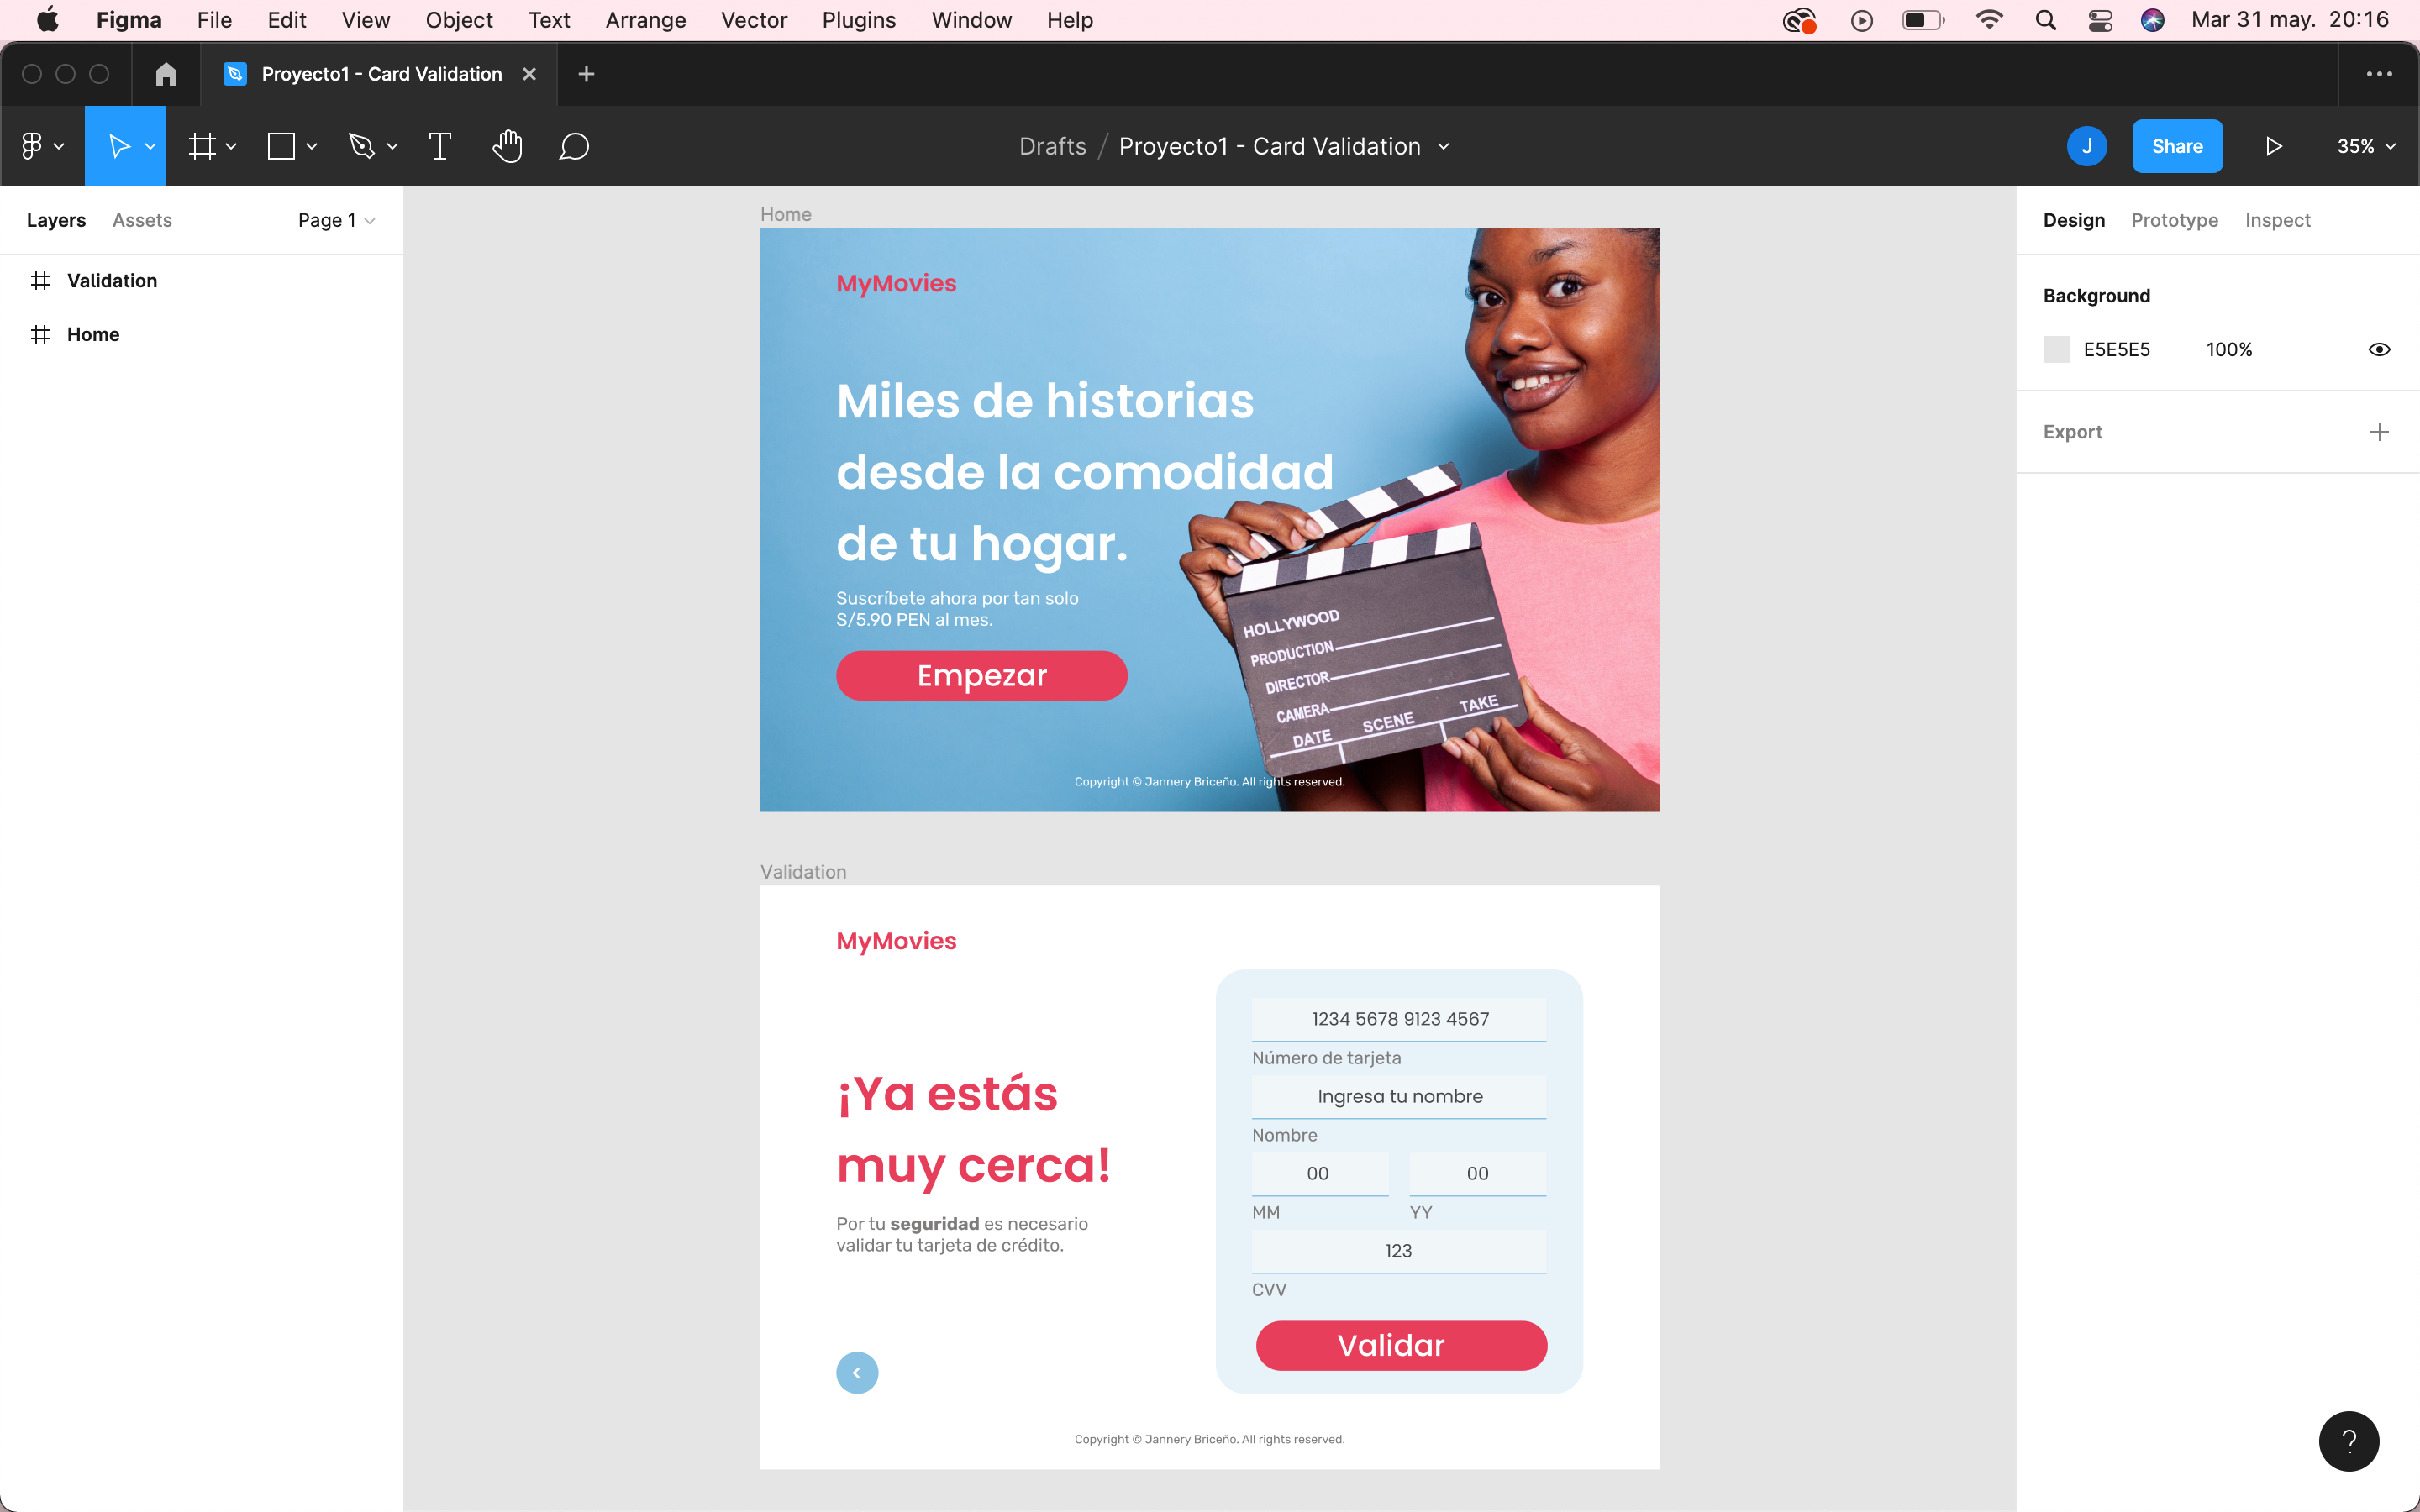 Figma File Edit View Object Text Arrange Vector Plugins Window Help Mar 31 may. 20:16
Proyecto1 - Card Validation
Drafts / Proyecto1 - Card Validation J Share 35%
Layers Assets Page 1
Validation
Home
Home
MyMovies
Miles de historias
desde la comodidad
de tu hogar.
Suscríbete ahora por tan solo
S/5.90 PEN al mes.
Empezar
HOLLYWOOD
PRODUCTION
DIRECTOR
CAMERA
DATE SCENE TAKE
Copyright © Jannery Briceño. All rights reserved.
Validation
MyMovies
¡Ya estás
muy cerca!
Por tu seguridad es necesario
validar tu tarjeta de crédito.
<
1234 5678 9123 4567
Número de tarjeta
Ingresa tu nombre
Nombre
00 00
MM YY
123
CVV
Validar
Copyright © Jannery Briceño. All rights reserved.
Design Prototype Inspect
Background
E5E5E5 100%
Export
?